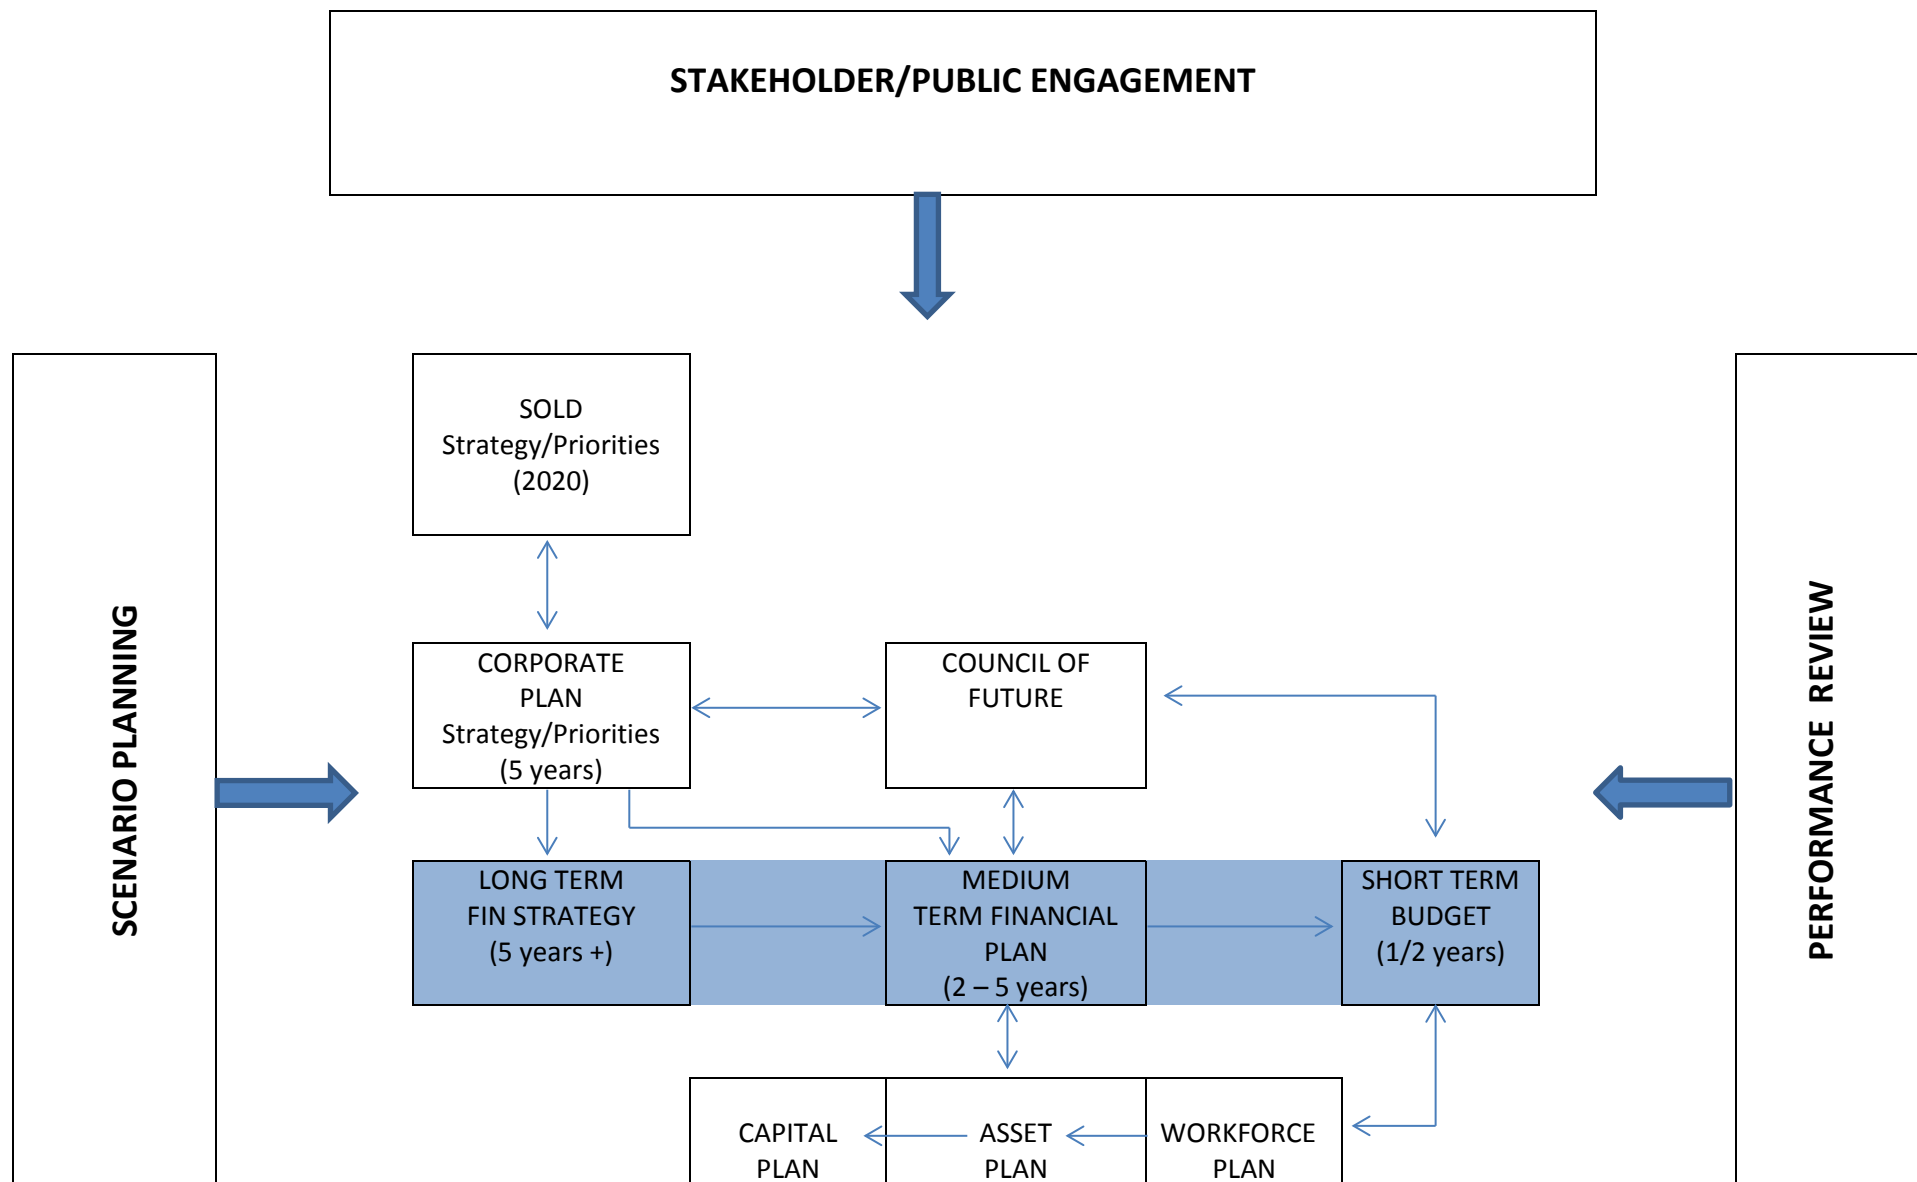 STAKEHOLDER/PUBLIC ENGAGEMENT
SCENARIO PLANNING
SOLD
Strategy/Priorities
(2020)
CORPORATE
PLAN
Strategy/Priorities
(5 years)
COUNCIL OF
FUTURE
LONG TERM
FIN STRATEGY
(5 years +)
MEDIUM
TERM FINANCIAL
PLAN
(2 – 5 years)
SHORT TERM
BUDGET
(1/2 years)
CAPITAL
PLAN
ASSET
PLAN
WORKFORCE
PLAN
PERFORMANCE REVIEW